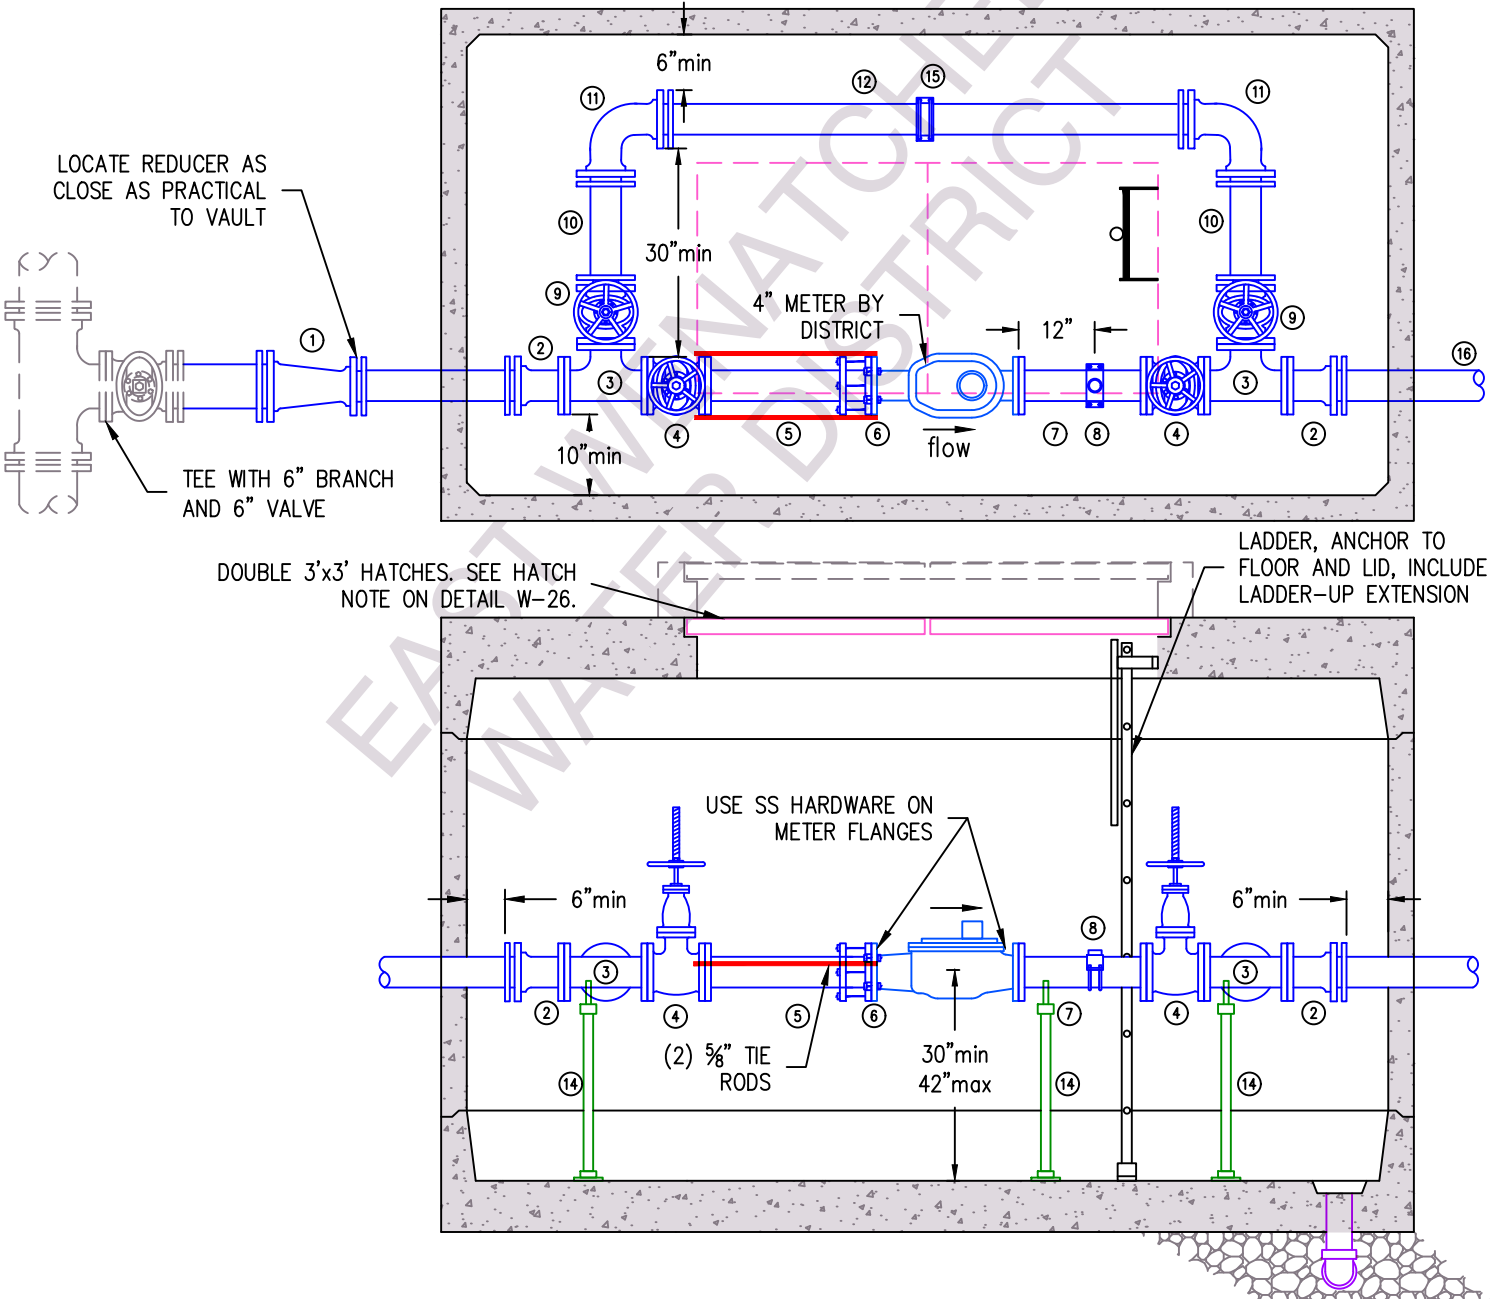 6”min
12
15
11
11
LOCATE REDUCER AS
CLOSE AS PRACTICAL
TO VAULT
10
10
30”min
9
9
4” METER BY
DISTRICT
12”
1
2
3
3
16
4
5
6
7
8
4
2
flow
10”min
TEE WITH 6” BRANCH
AND 6” VALVE
EAST WENATCHEE
WATER DISTRICT
LADDER, ANCHOR TO
FLOOR AND LID, INCLUDE
LADDER–UP EXTENSION
DOUBLE 3’x3’ HATCHES. SEE HATCH
NOTE ON DETAIL W–26.
USE SS HARDWARE ON
METER FLANGES
6”min
6”min
8
3
3
2
4
5
6
7
4
2
(2) ⅝” TIE
RODS
30”min
42”max
14
14
14